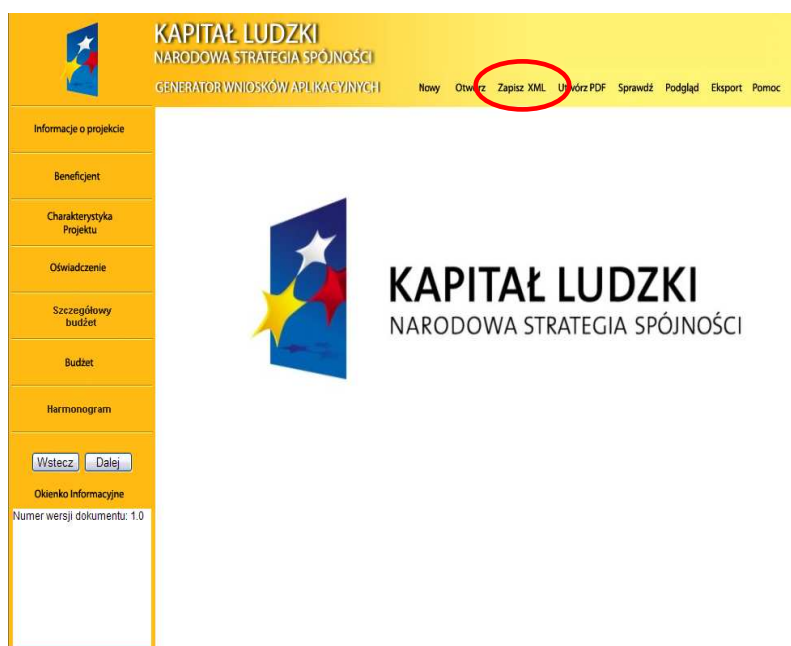 KAPITAŁ LUDZKI
NARODOWA STRATEGIA SPÓJNOŚCI
GENERATOR WNIOSKÓW APLIKACYJNYCH
Nowy Otwórz Zapisz XML Utwórz PDF Sprawdź Podgląd Eksport Pomoc
Informacje o projekcie
Beneficjent
Charakterystyka
Projektu
Oświadczenie
Szczegółowy
budżet
Budżet
Harmonogram
Wstecz Dalej
Okienko Informacyjne
Numer wersji dokumentu: 1.0
KAPITAŁ LUDZKI
NARODOWA STRATEGIA SPÓJNOŚCI